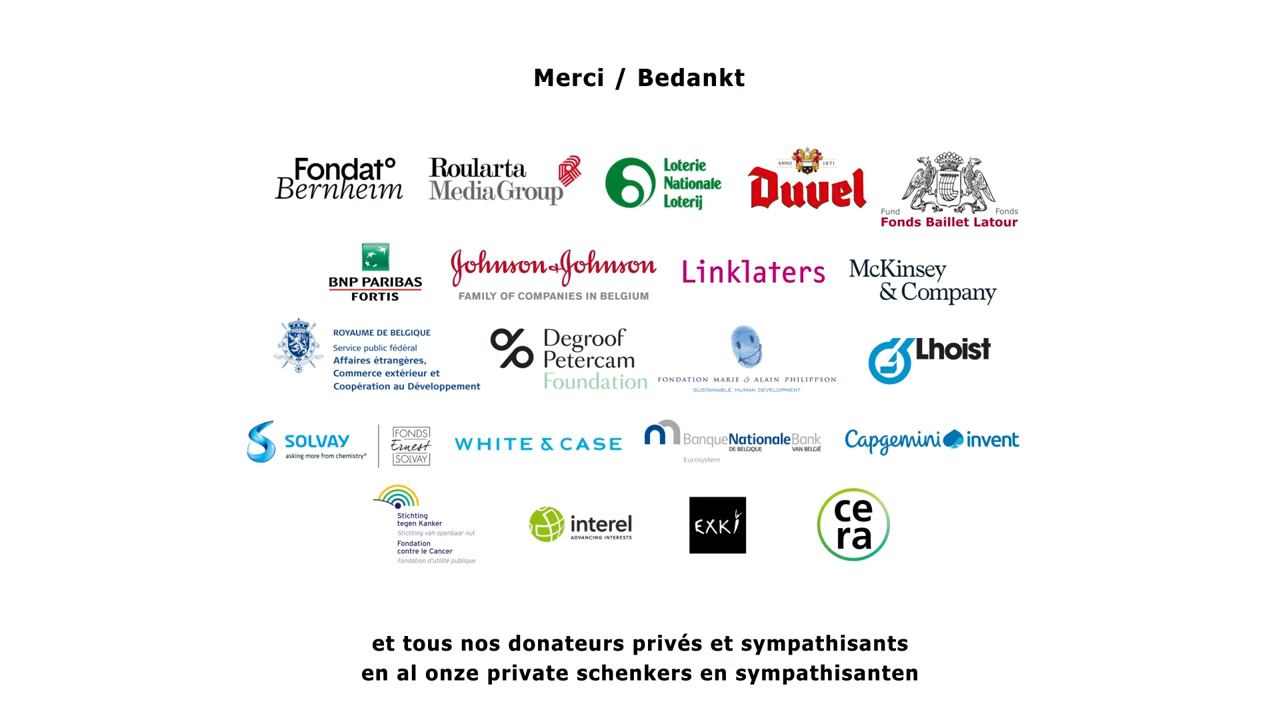 Merci / Bedankt
Fondat°
Bernheim
Roularta
MediaGroup
Loterie
Nationale
Loterij
ANNO 1871
Duvel
Fund Fonds
Fonds Baillet Latour
BNP PARIBAS
FORTIS
Johnson & Johnson
FAMILY OF COMPANIES IN BELGIUM
Linklaters
McKinsey
& Company
ROYAUME DE BELGIQUE
Service public fédéral
Affaires étrangères,
Commerce extérieur et
Coopération au Développement
Degroof
Petercam
Foundation
FONDATION MARIE & ALAIN PHILIPPSON
SUSTAINABLE HUMAN DEVELOPMENT
Lhoist
SOLVAY
asking more from chemistry®
FONDS
Ernest
SOLVAY
WHITE & CASE
BanqueNationaleBank
DE BELGIQUE VAN BELGIË
Eurosystem
Capgemini invent
Stichting
tegen Kanker
Stichting van openbaar nut
Fondation
contre le Cancer
Fondation d'utilité publique
interel
ADVANCING INTERESTS
EXKi
ce
ra
et tous nos donateurs privés et sympathisants
en al onze private schenkers en sympathisanten